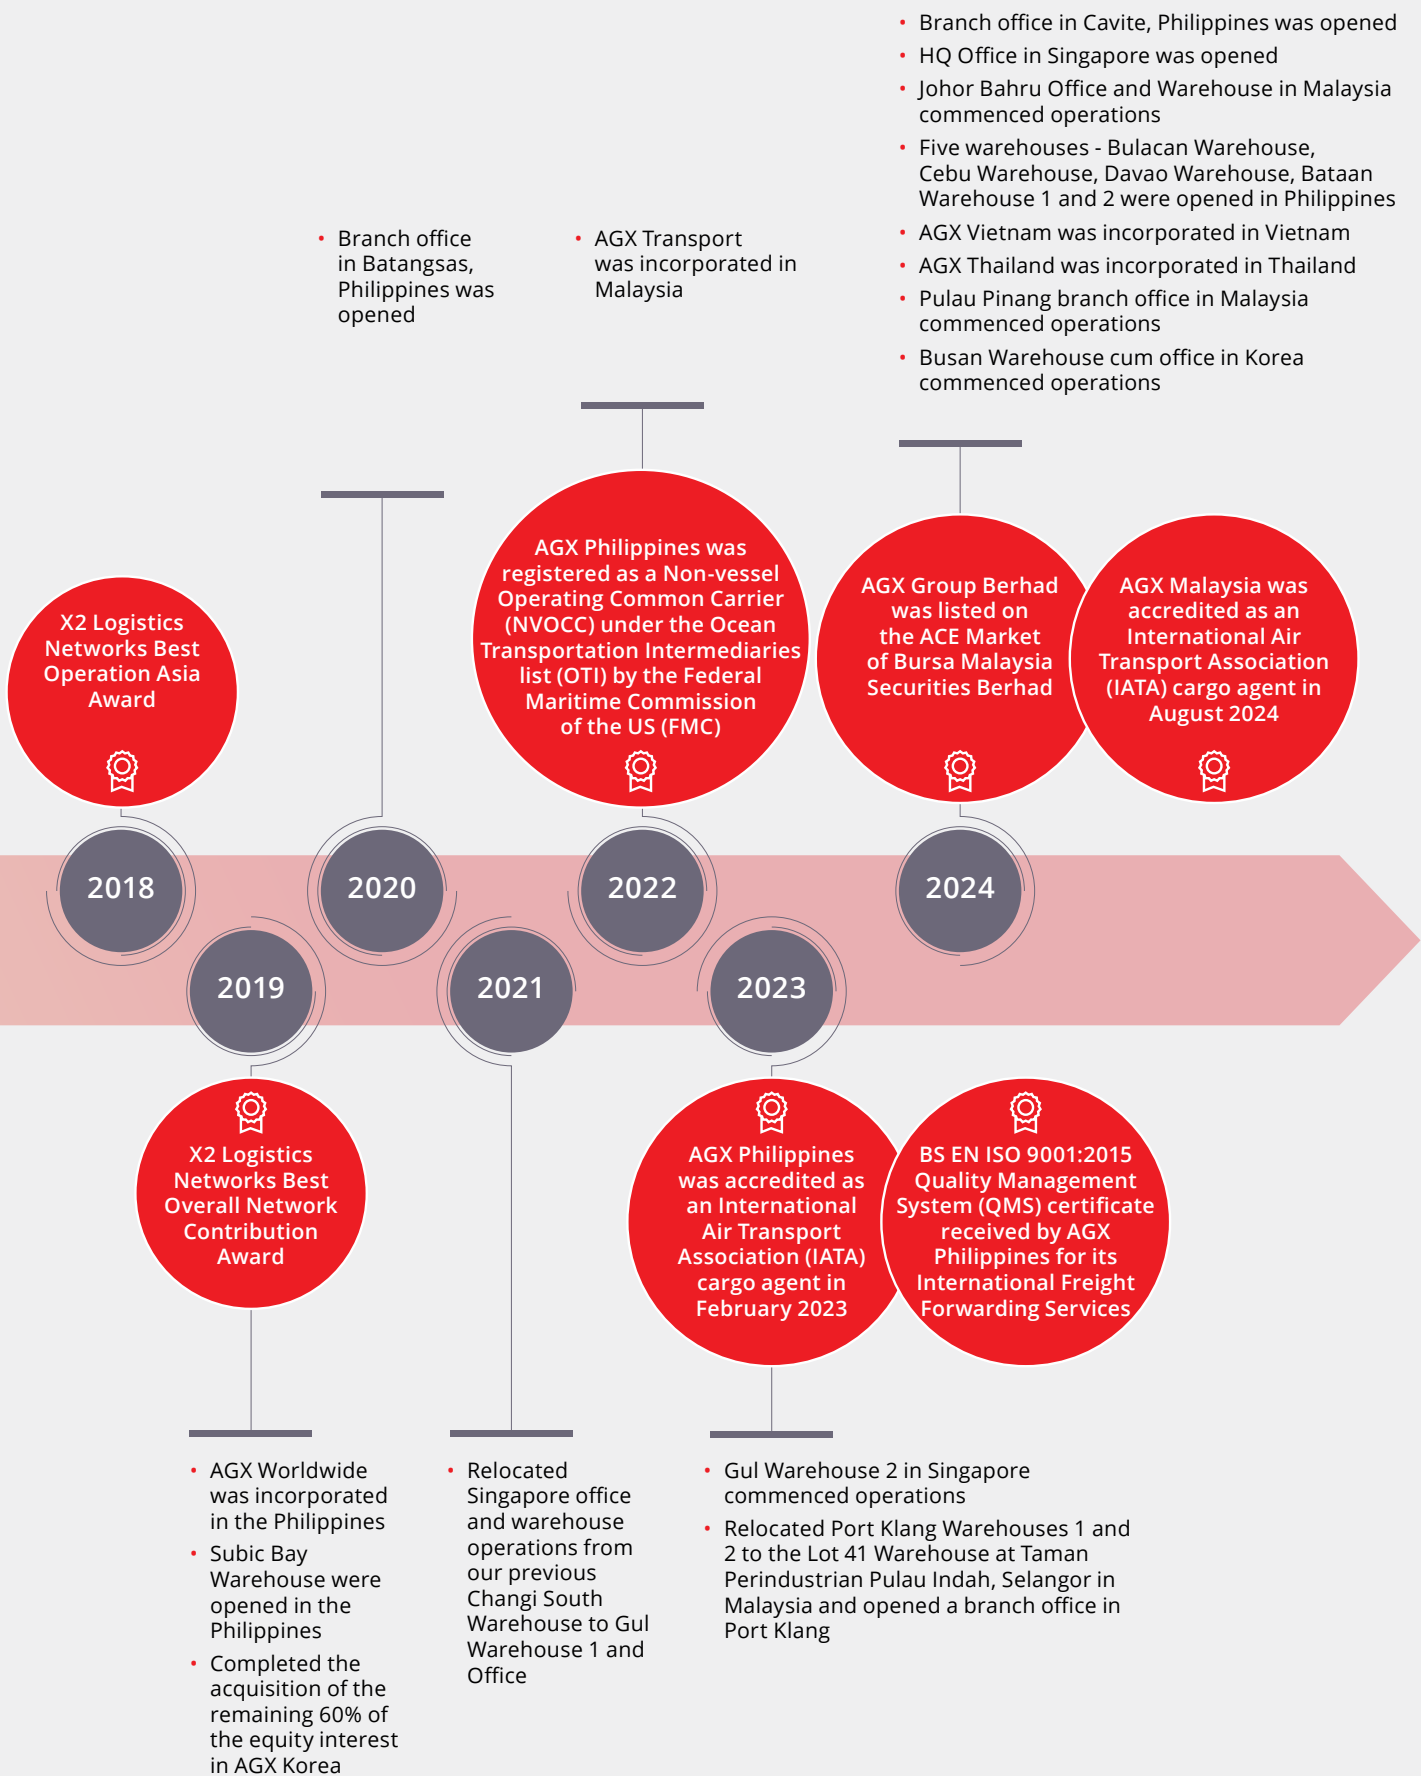 • Branch office in Cavite, Philippines was opened
• HQ Office in Singapore was opened
• Johor Bahru Office and Warehouse in Malaysia
commenced operations
• Five warehouses - Bulacan Warehouse,
Cebu Warehouse, Davao Warehouse, Bataan
Warehouse 1 and 2 were opened in Philippines
• AGX Vietnam was incorporated in Vietnam
• AGX Thailand was incorporated in Thailand
• Pulau Pinang branch office in Malaysia
commenced operations
• Busan Warehouse cum office in Korea
commenced operations
• Branch office
in Batangsas,
Philippines was
opened
• AGX Transport
was incorporated in
Malaysia
X2 Logistics
Networks Best
Operation Asia
Award
AGX Philippines was
registered as a Non-vessel
Operating Common Carrier
(NVOCC) under the Ocean
Transportation Intermediaries
list (OTI) by the Federal
Maritime Commission
of the US (FMC)
AGX Group Berhad
was listed on
the ACE Market
of Bursa Malaysia
Securities Berhad
AGX Malaysia was
accredited as an
International Air
Transport Association
(IATA) cargo agent in
August 2024
2018
2020
2022
2024
2019
2021
2023
X2 Logistics
Networks Best
Overall Network
Contribution
Award
AGX Philippines
was accredited as
an International
Air Transport
Association (IATA)
cargo agent in
February 2023
BS EN ISO 9001:2015
Quality Management
System (QMS) certificate
received by AGX
Philippines for its
International Freight
Forwarding Services
• AGX Worldwide
was incorporated
in the Philippines
• Subic Bay
Warehouse were
opened in the
Philippines
• Completed the
acquisition of the
remaining 60% of
the equity interest
in AGX Korea
• Relocated
Singapore office
and warehouse
operations from
our previous
Changi South
Warehouse to Gul
Warehouse 1 and
Office
• Gul Warehouse 2 in Singapore
commenced operations
• Relocated Port Klang Warehouses 1 and
2 to the Lot 41 Warehouse at Taman
Perindustrian Pulau Indah, Selangor in
Malaysia and opened a branch office in
Port Klang